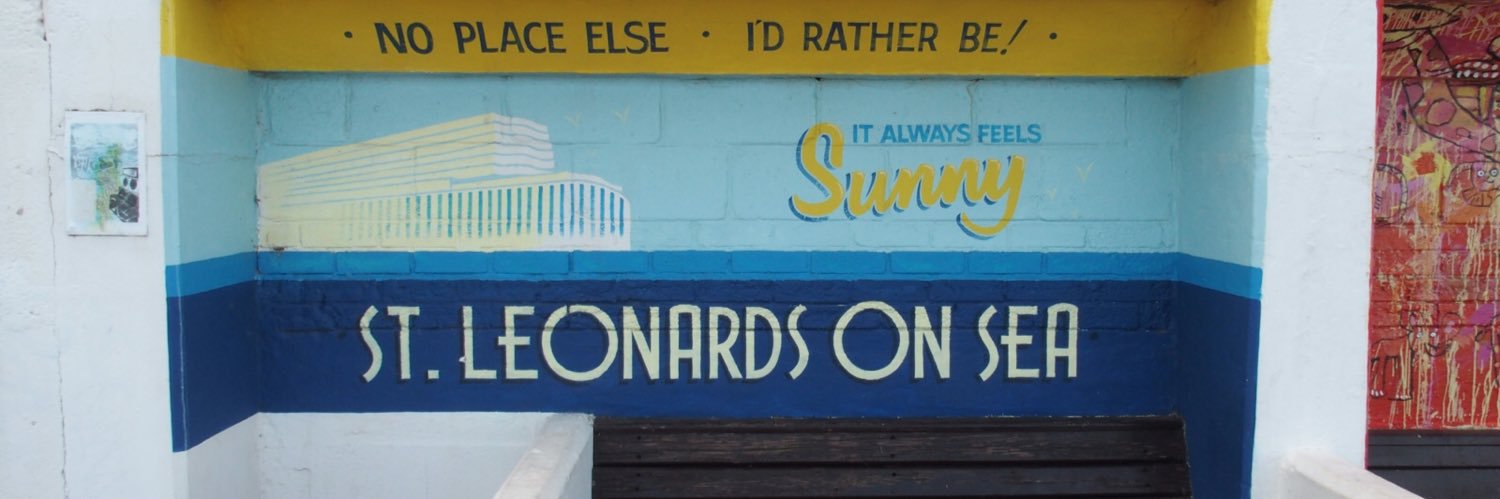 · NO PLACE ELSE · I'D RATHER BE! ·
IT ALWAYS FEELS
Sunny
ST. LEONARDS ON SEA